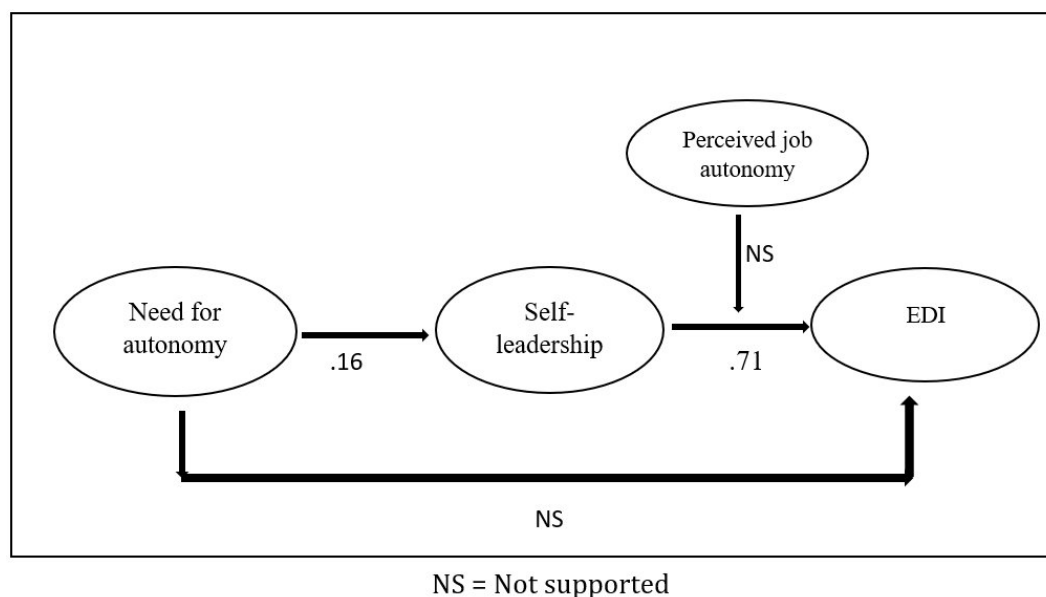 Perceived job
autonomy
NS
Need for
autonomy
Self-
leadership
EDI
.16
.71
NS
NS = Not supported